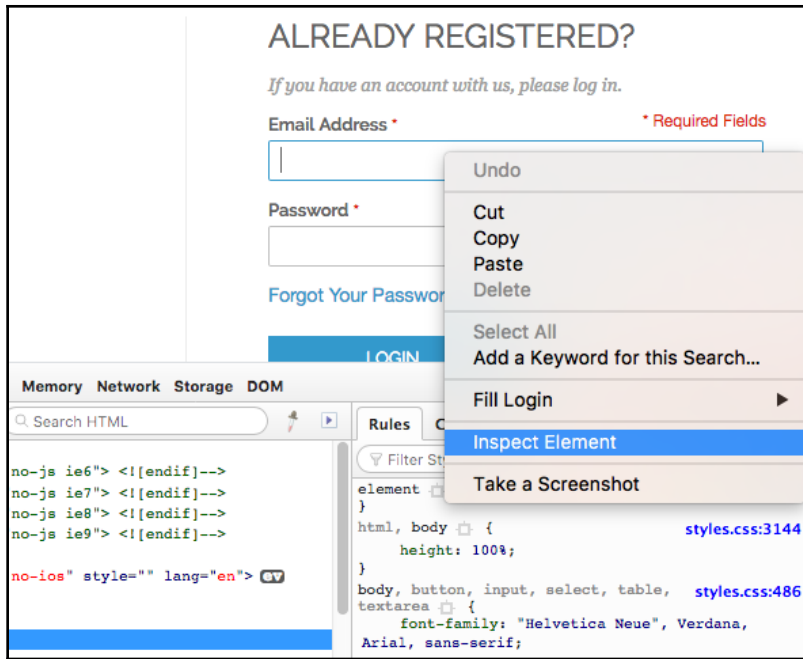 ALREADY REGISTERED?
If you have an account with us, please log in.
Email Address *
* Required Fields
Password *
Forgot Your Passwor
LOGIN
Undo
Cut
Copy
Paste
Delete
Select All
Add a Keyword for this Search...
Fill Login
Inspect Element
Take a Screenshot
Memory Network Storage DOM
Search HTML
no-js ie6"> <![endif]-->
no-js ie7"> <![endif]-->
no-js ie8"> <![endif]-->
no-js ie9"> <![endif]-->
no-ios" style="" lang="en"> ev
Rules C
Filter St
element
}
html, body {
styles.css:3144
height: 100%;
}
body, button, input, select, table,
styles.css:486
textarea {
font-family: "Helvetica Neue", Verdana,
Arial, sans-serif;